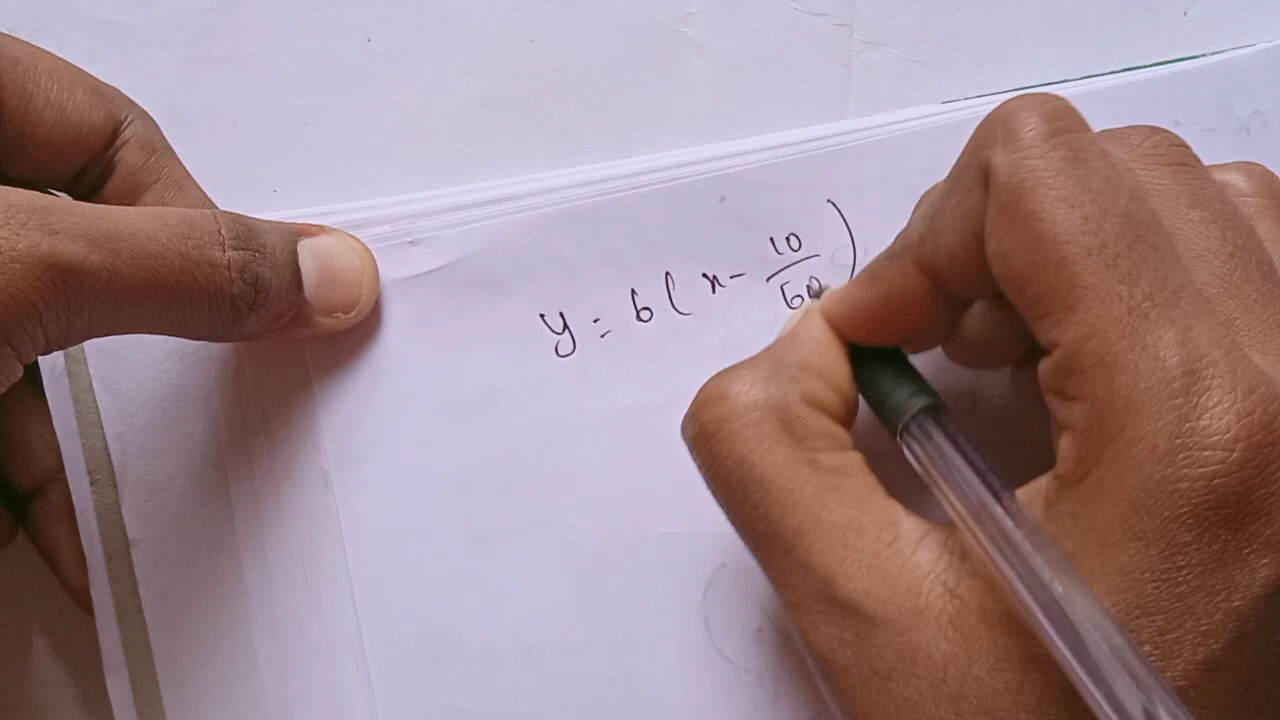 y = 6 ( x - 10/60 )